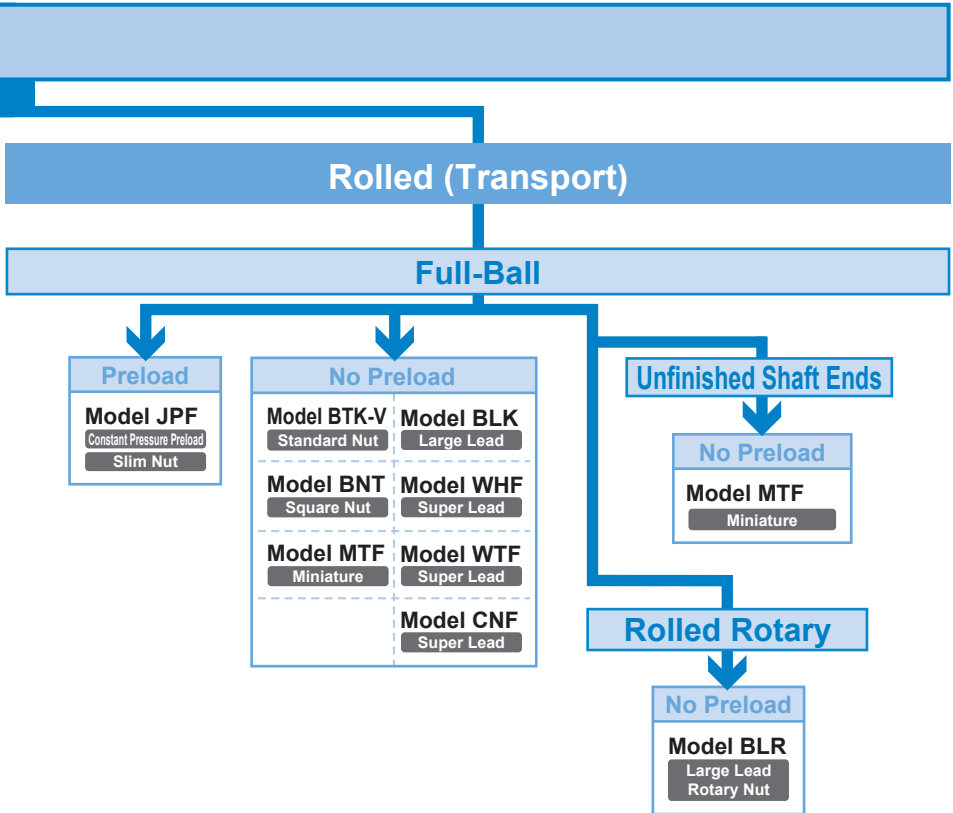 Rolled (Transport)
Full-Ball
Preload
Model JPF
Constant Pressure Preload
Slim Nut
No Preload
Model BTK-V
Standard Nut
Model BLK
Large Lead
Model BNT
Square Nut
Model WHF
Super Lead
Model MTF
Miniature
Model WTF
Super Lead
Model CNF
Super Lead
Unfinished Shaft Ends
No Preload
Model MTF
Miniature
Rolled Rotary
No Preload
Model BLR
Large Lead
Rotary Nut